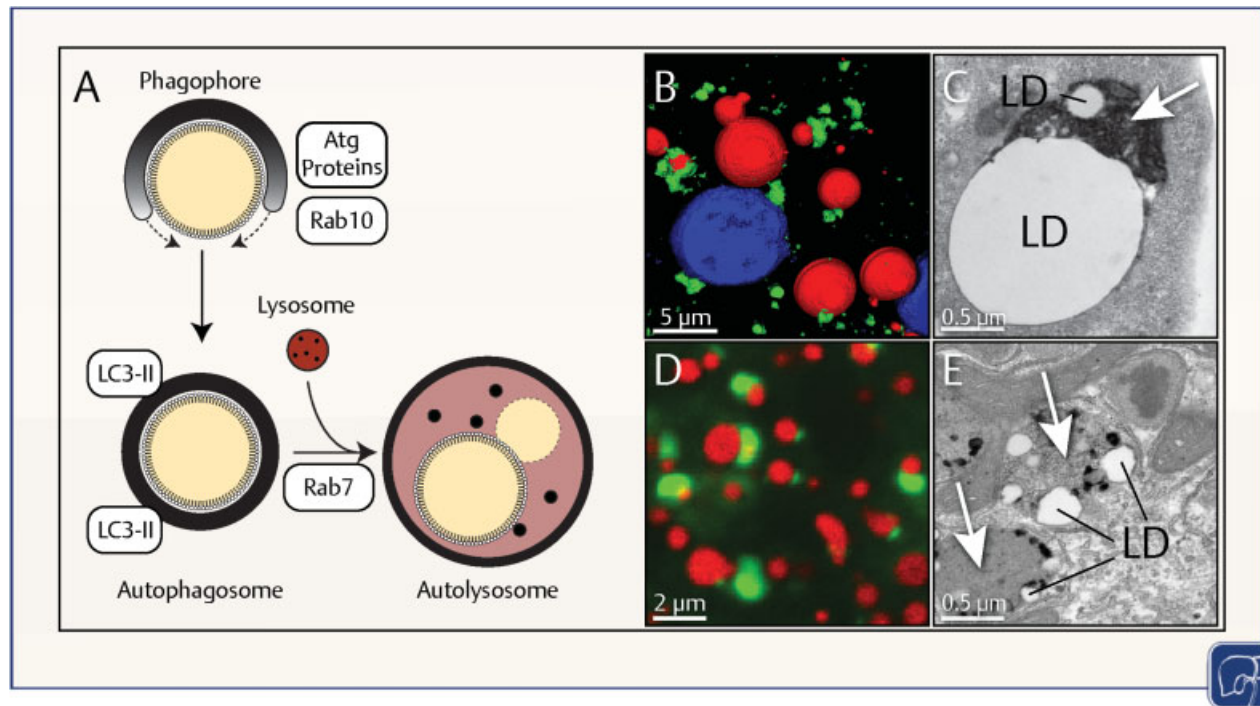 A
Phagophore
Atg
Proteins
Rab10
Lysosome
LC3-II
Rab7
LC3-II
Autophagosome
Autolysosome
B
5 µm
C
LD
LD
0.5 µm
D
2 µm
E
LD
0.5 µm